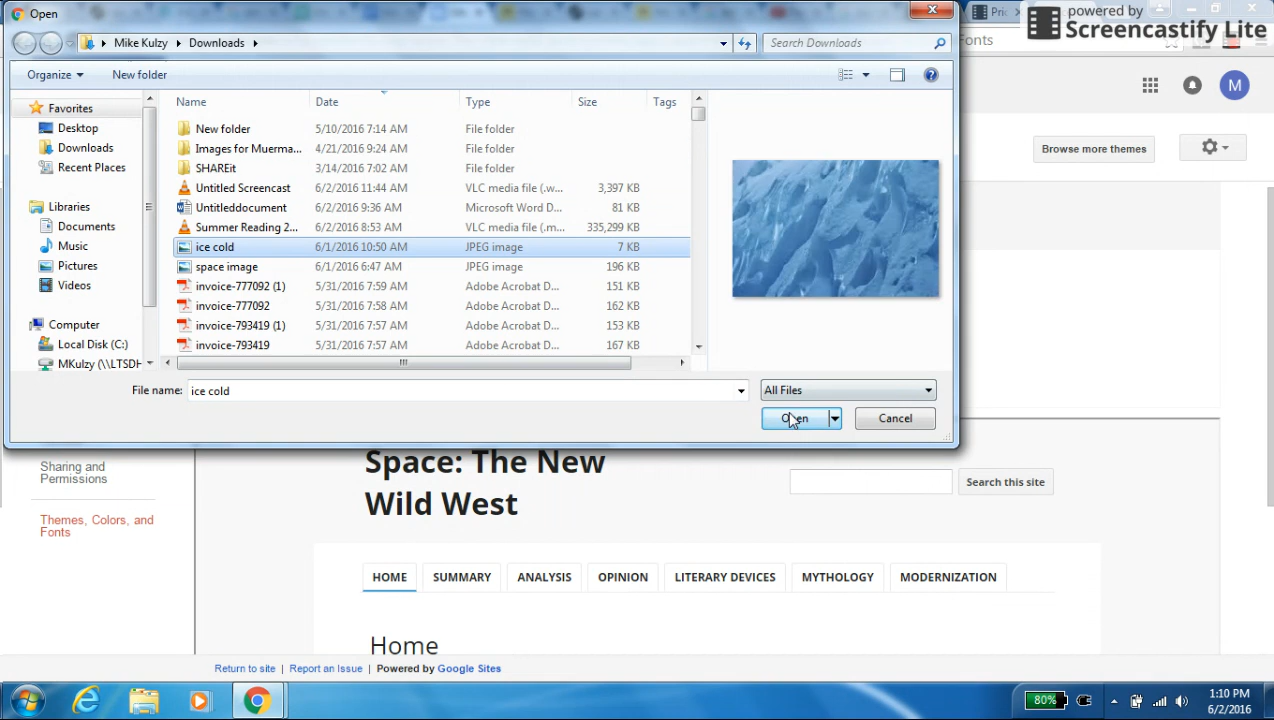 Open
powered by
Screencastify Lite
Mike Kulzy
Downloads
Search Downloads
Fonts
Organize
New folder
M
Favorites
Desktop
Downloads
Recent Places
Libraries
Documents
Music
Pictures
Videos
Computer
Local Disk (C:)
MKulzy (\\LTSDH
Name Date Type Size Tags
New folder 5/10/2016 7:14 AM File folder
Images for Muerma... 4/21/2016 9:24 AM File folder
SHAREit 3/14/2016 7:02 AM File folder
Untitled Screencast 6/2/2016 11:44 AM VLC media file (.w... 3,397 KB
Untitleddocument 6/2/2016 9:36 AM Microsoft Word D... 81 KB
Summer Reading 2... 6/2/2016 8:53 AM VLC media file (.m... 335,299 KB
ice cold 6/1/2016 10:50 AM JPEG image 7 KB
space image 6/1/2016 6:47 AM JPEG image 196 KB
invoice-777092 (1) 5/31/2016 7:59 AM Adobe Acrobat D... 151 KB
invoice-777092 5/31/2016 7:58 AM Adobe Acrobat D... 162 KB
invoice-793419 (1) 5/31/2016 7:57 AM Adobe Acrobat D... 153 KB
invoice-793419 5/31/2016 7:57 AM Adobe Acrobat D... 167 KB
File name: ice cold
All Files
Open
Cancel
Browse more themes
Sharing and
Permissions
Themes, Colors, and
Fonts
Space: The New
Wild West
Search this site
HOME SUMMARY ANALYSIS OPINION LITERARY DEVICES MYTHOLOGY MODERNIZATION
Home
Return to site | Report an Issue | Powered by Google Sites
80%
1:10 PM
6/2/2016